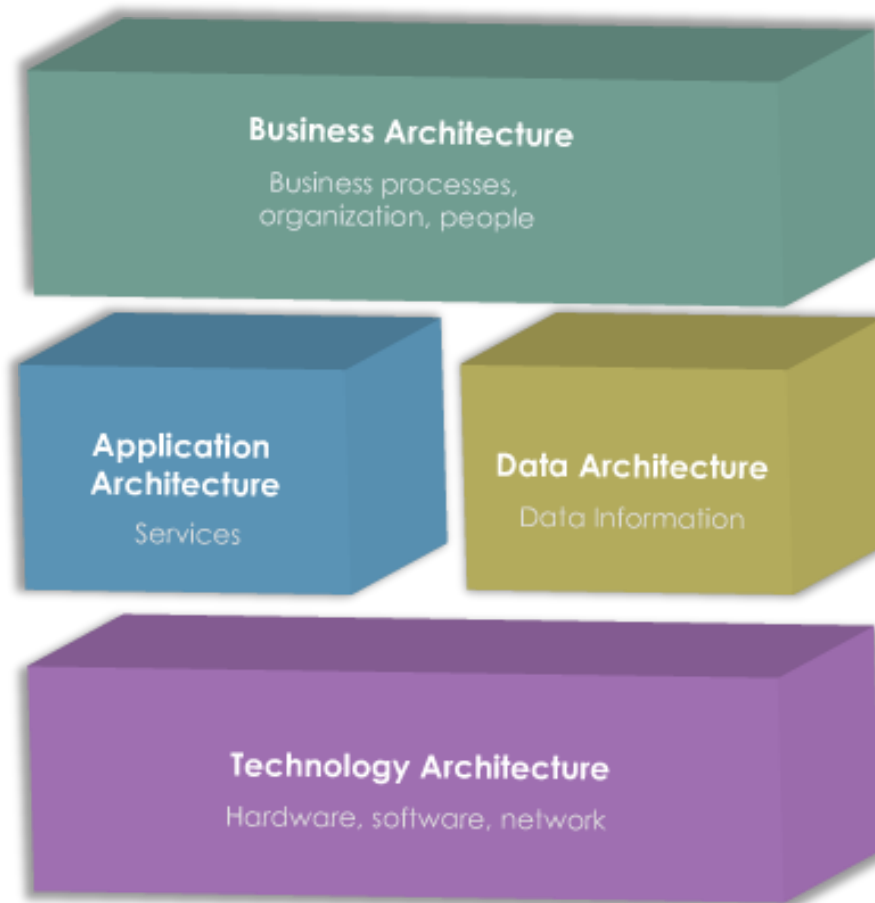 Business Architecture
Business processes,
organization, people
Application
Architecture
Services
Data Architecture
Data Information
Technology Architecture
Hardware, software, network